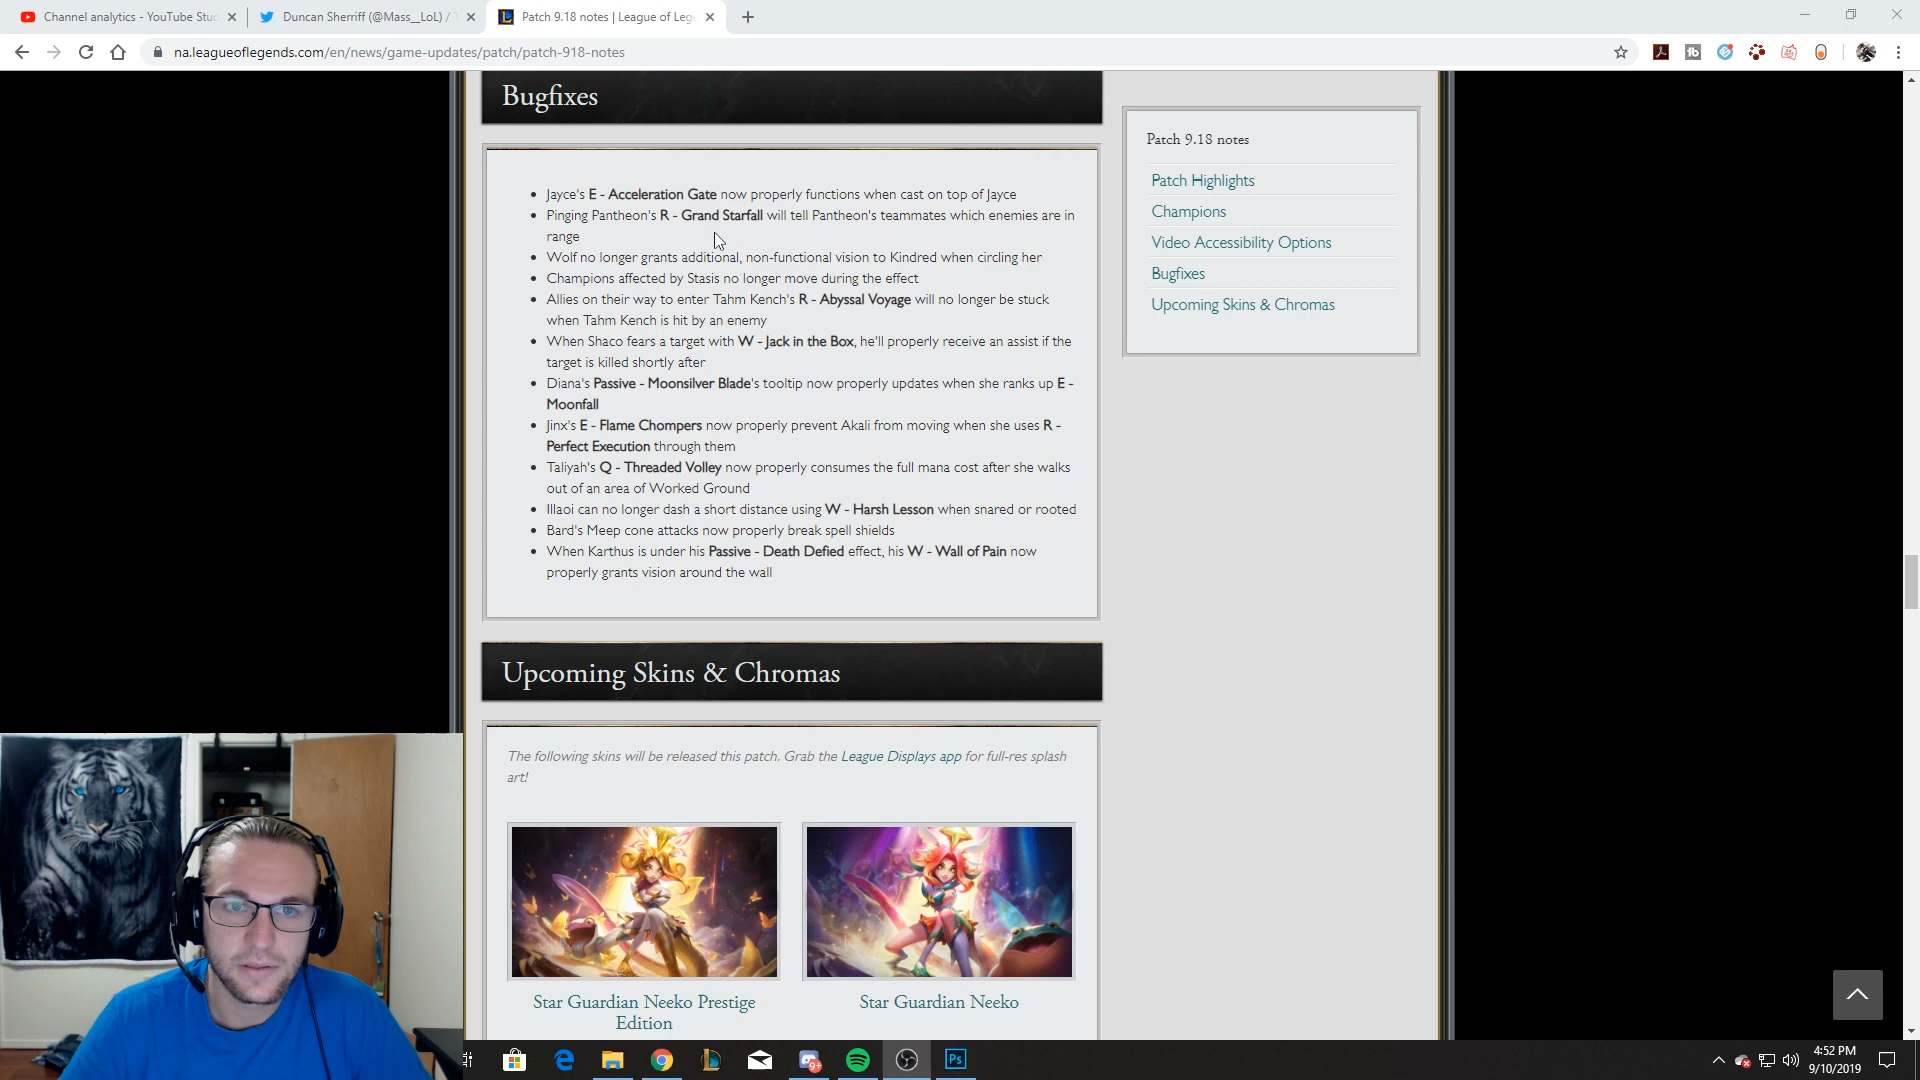 Channel analytics - YouTube Stu
Duncan Sherriff (@Mass__LoL) / T
Patch 9.18 notes | League of Lege
na.leagueoflegends.com/en/news/game-updates/patch/patch-918-notes
Bugfixes
Jayce's E - Acceleration Gate now properly functions when cast on top of Jayce
Pinging Pantheon's R - Grand Starfall will tell Pantheon's teammates which enemies are in
range
Wolf no longer grants additional, non-functional vision to Kindred when circling her
Champions affected by Stasis no longer move during the effect
Allies on their way to enter Tahm Kench's R - Abyssal Voyage will no longer be stuck
when Tahm Kench is hit by an enemy
When Shaco fears a target with W - Jack in the Box, he'll properly receive an assist if the
target is killed shortly after
Diana's Passive - Moonsilver Blade's tooltip now properly updates when she ranks up E -
Moonfall
Jinx's E - Flame Chompers now properly prevent Akali from moving when she uses R -
Perfect Execution through them
Taliyah's Q - Threaded Volley now properly consumes the full mana cost after she walks
out of an area of Worked Ground
Illaoi can no longer dash a short distance using W - Harsh Lesson when snared or rooted
Bard's Meep cone attacks now properly break spell shields
When Karthus is under his Passive - Death Defied effect, his W - Wall of Pain now
properly grants vision around the wall
Patch 9.18 notes
Patch Highlights
Champions
Video Accessibility Options
Bugfixes
Upcoming Skins & Chromas
Upcoming Skins & Chromas
The following skins will be released this patch. Grab the League Displays app for full-res splash
art!
Star Guardian Neeko Prestige
Edition
Star Guardian Neeko
9+
Ps
4:52 PM
9/10/2019